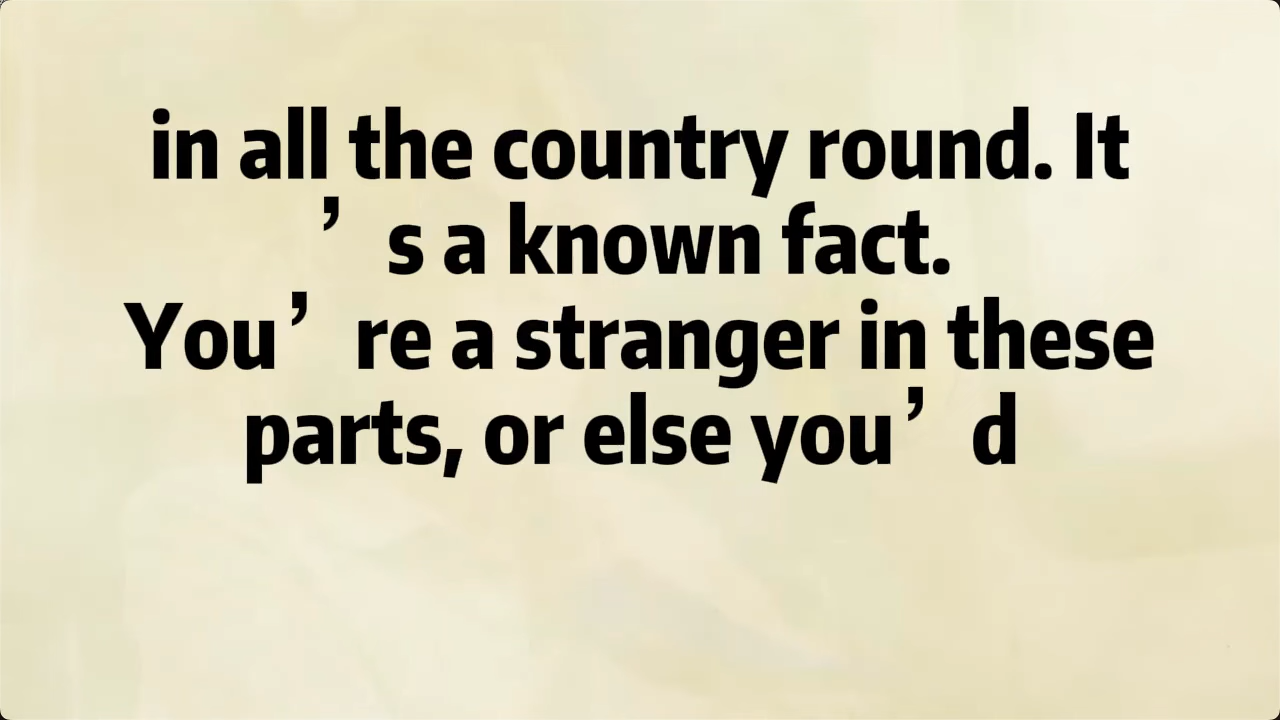 in all the country round. It
’s a known fact.
You’re a stranger in these
parts, or else you’d